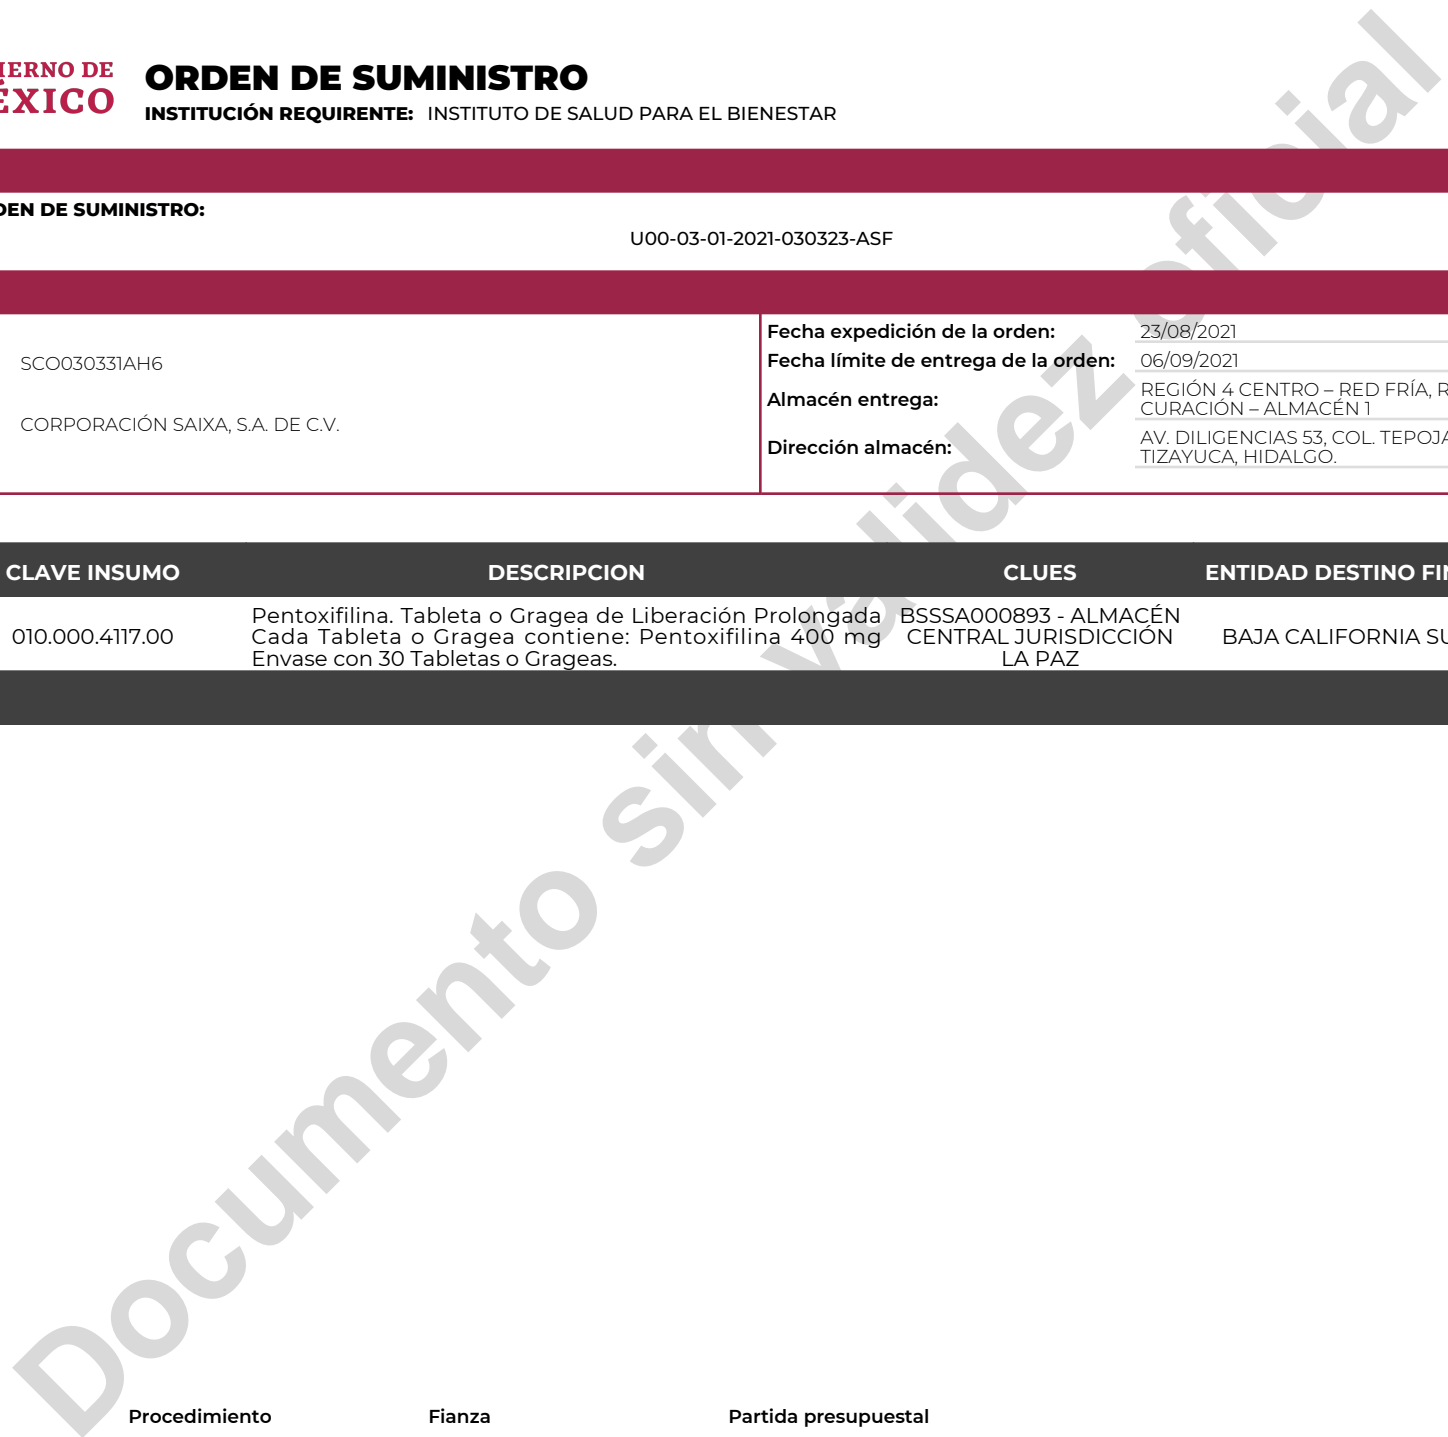 IERNO DE
ÉXICO
ORDEN DE SUMINISTRO
INSTITUCIÓN REQUIRENTE: INSTITUTO DE SALUD PARA EL BIENESTAR
DEN DE SUMINISTRO:
U00-03-01-2021-030323-ASF
SCO030331AH6
CORPORACIÓN SAIXA, S.A. DE C.V.
Fecha expedición de la orden: 23/08/2021
Fecha límite de entrega de la orden: 06/09/2021
Almacén entrega: REGIÓN 4 CENTRO – RED FRÍA, R
CURACIÓN – ALMACÉN 1
Dirección almacén: AV. DILIGENCIAS 53, COL. TEPOJA
TIZAYUCA, HIDALGO.
CLAVE INSUMO DESCRIPCION CLUES ENTIDAD DESTINO FIN
010.000.4117.00
Pentoxifilina. Tableta o Gragea de Liberación Prolongada
Cada Tableta o Gragea contiene: Pentoxifilina 400 mg
Envase con 30 Tabletas o Grageas.
BSSSA000893 - ALMACÉN
CENTRAL JURISDICCIÓN
LA PAZ
BAJA CALIFORNIA SU
Documento sin validez oficial
Procedimiento Fianza Partida presupuestal